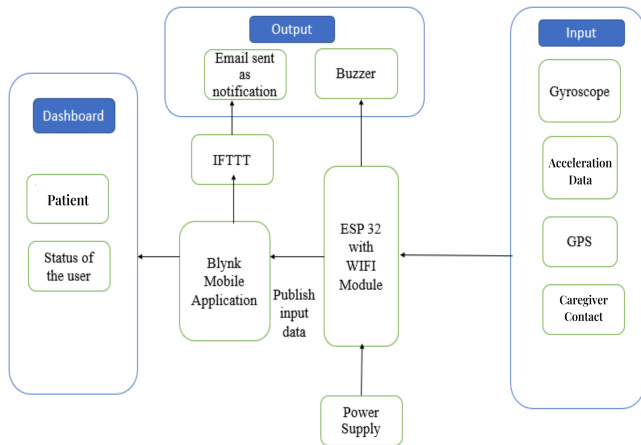 Output
Email sent
as
notification
Buzzer
Input
Gyroscope
Acceleration
Data
GPS
Caregiver
Contact
Dashboard
Patient
Status of
the user
IFTTT
Blynk
Mobile
Application
Publish
input
data
ESP 32
with
WIFI
Module
Power
Supply